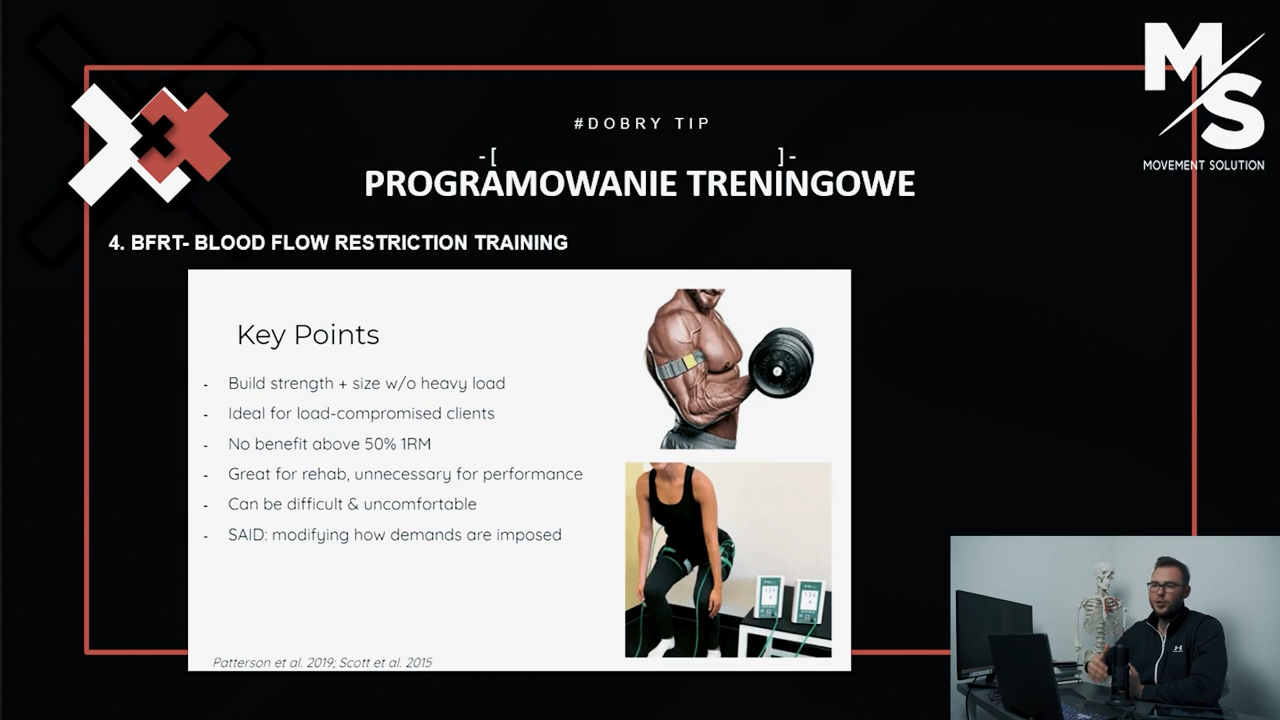 #DOBRY TIP
-[ ]-
PROGRAMOWANIE TRENINGOWE
M/S
MOVEMENT SOLUTION
4. BFRT- BLOOD FLOW RESTRICTION TRAINING
Key Points
- Build strength + size w/o heavy load
- Ideal for load-compromised clients
- No benefit above 50% 1RM
- Great for rehab, unnecessary for performance
- Can be difficult & uncomfortable
- SAID: modifying how demands are imposed
Patterson et al. 2019; Scott et al. 2015